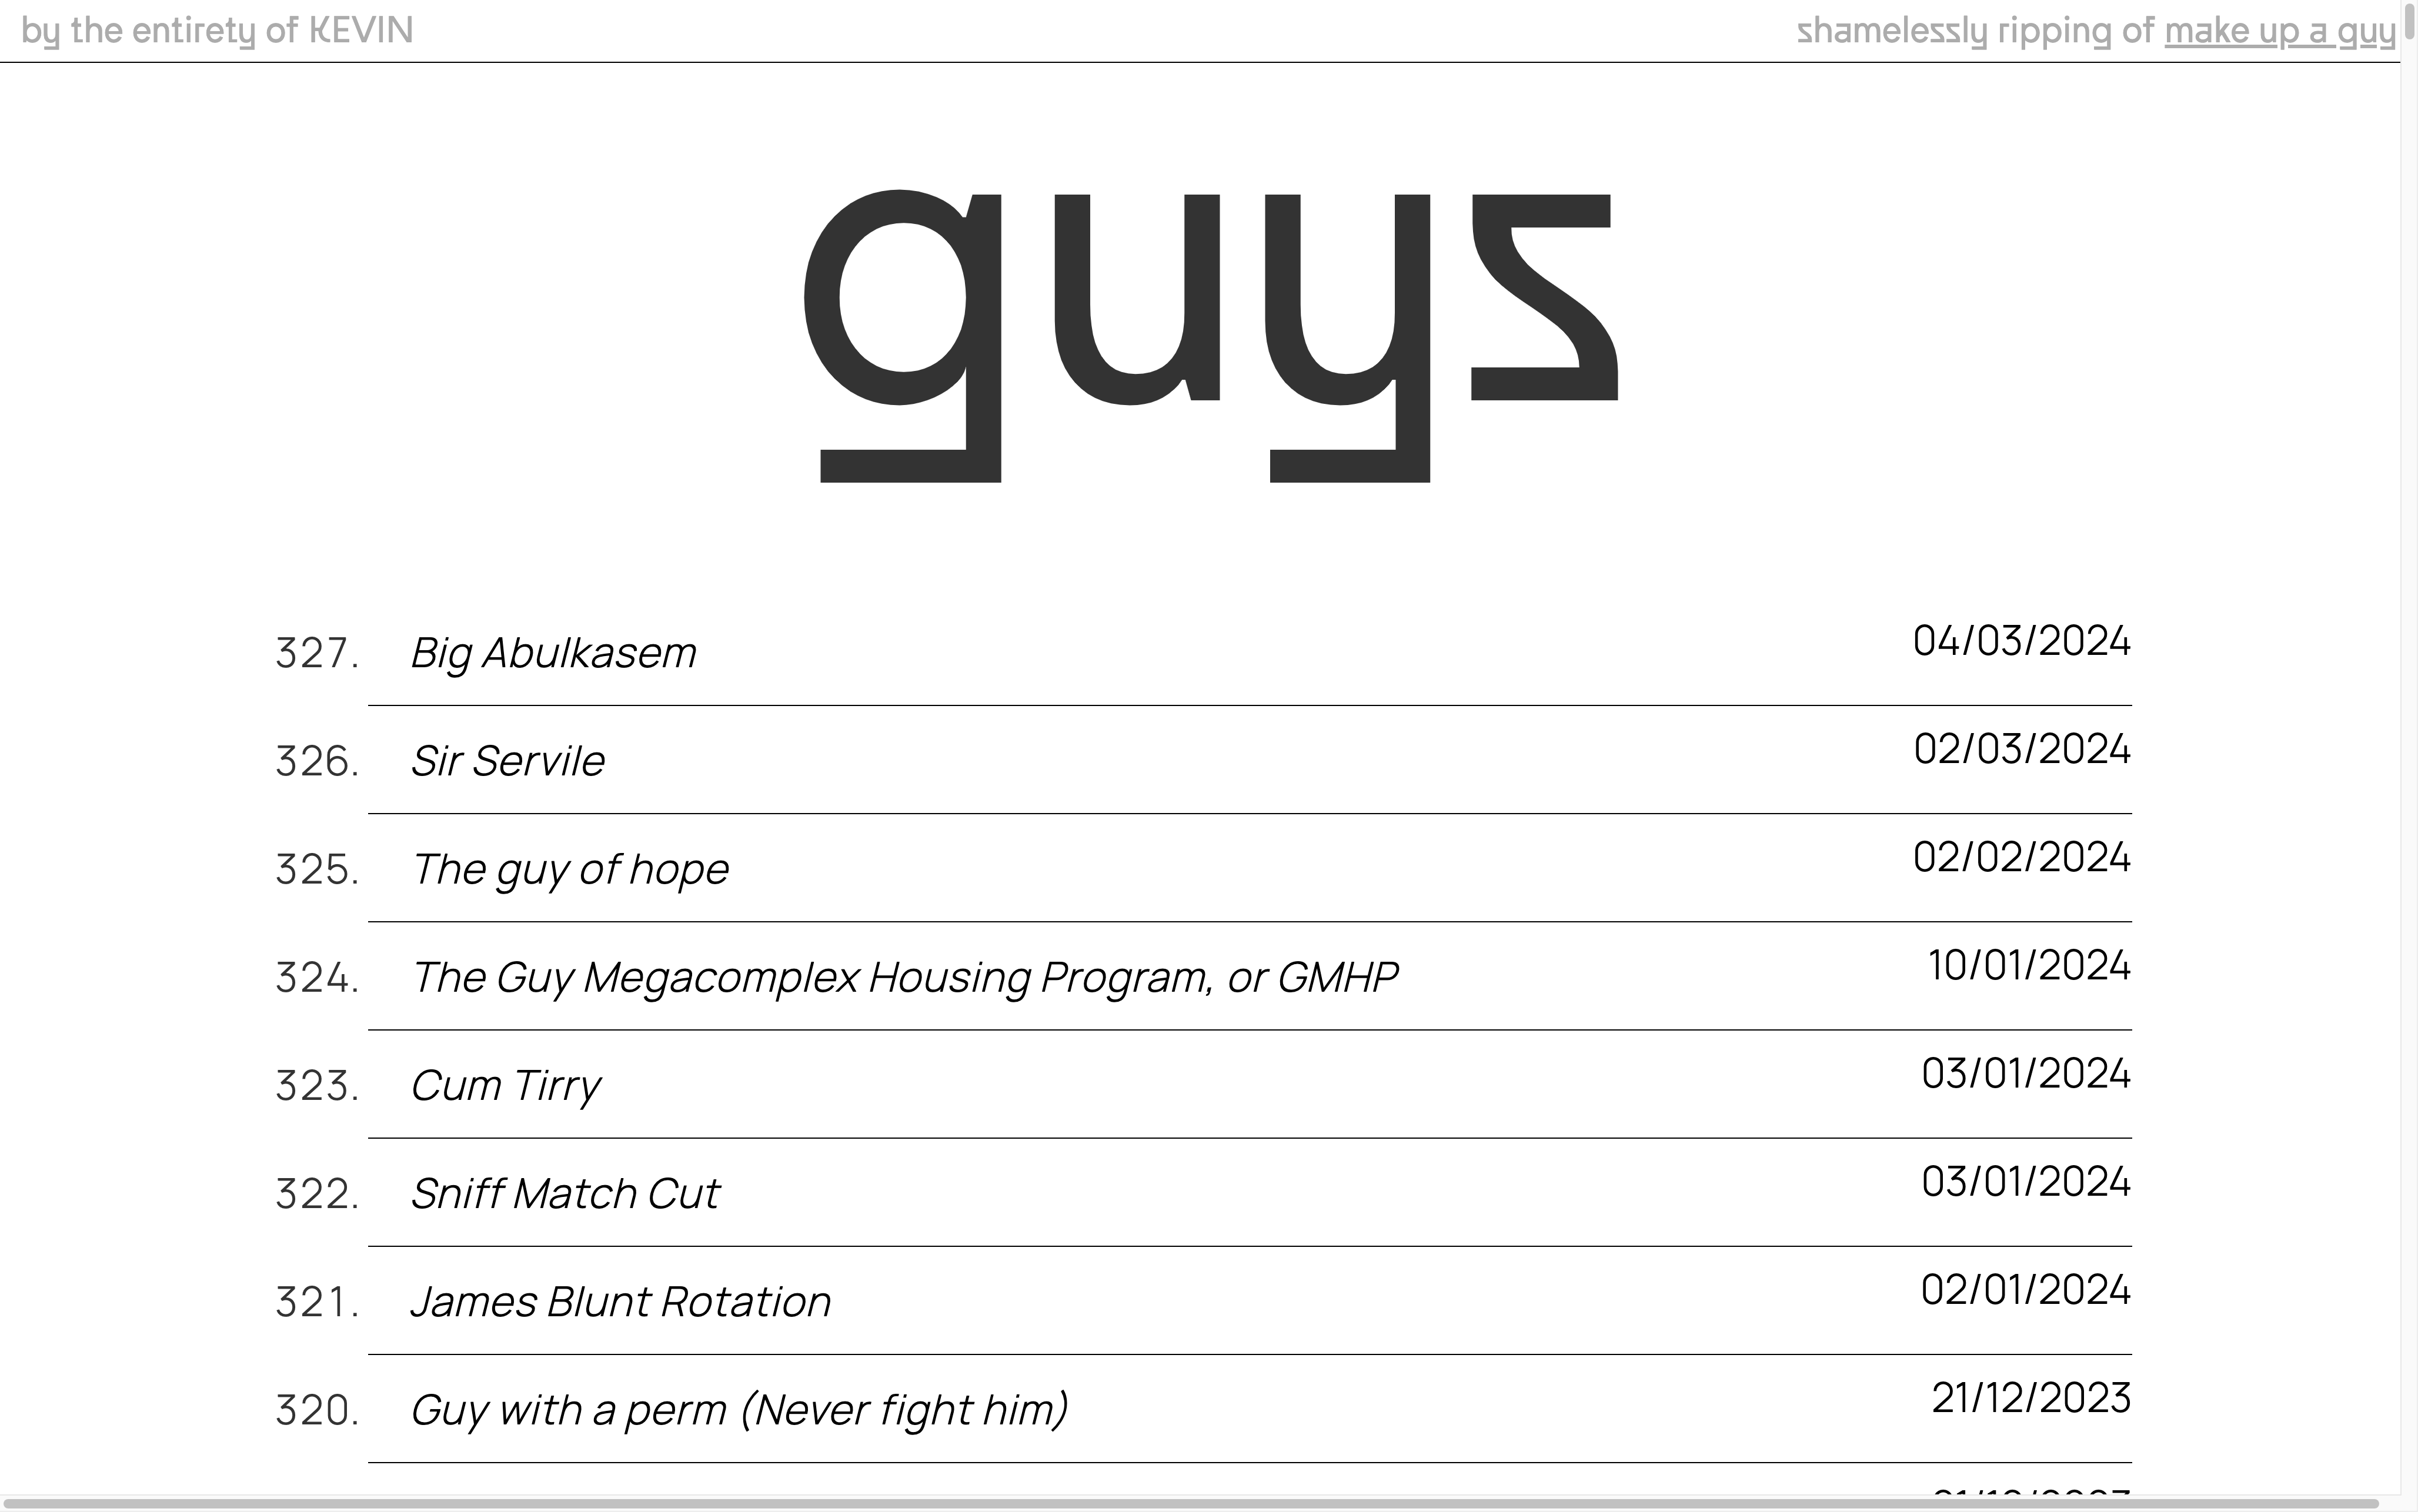 by the entirety of KEVIN
shamelessly ripping of make up a guy
guys
327. Big Abulkasem 04/03/2024
326. Sir Servile 02/03/2024
325. The guy of hope 02/02/2024
324. The Guy Megacomplex Housing Program, or GMHP 10/01/2024
323. Cum Tirry 03/01/2024
322. Sniff Match Cut 03/01/2024
321. James Blunt Rotation 02/01/2024
320. Guy with a perm (Never fight him) 21/12/2023